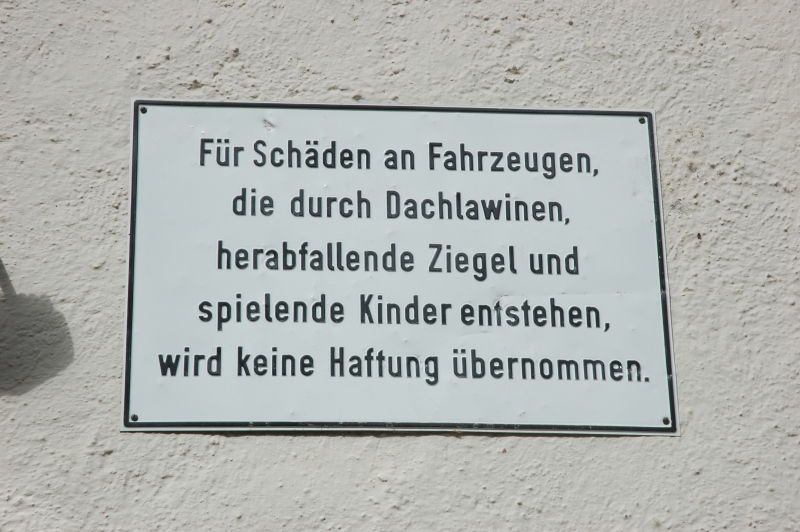 Für Schäden an Fahrzeugen,
die durch Dachlawinen,
herabfallende Ziegel und
spielende Kinder entstehen,
wird keine Haftung übernommen.